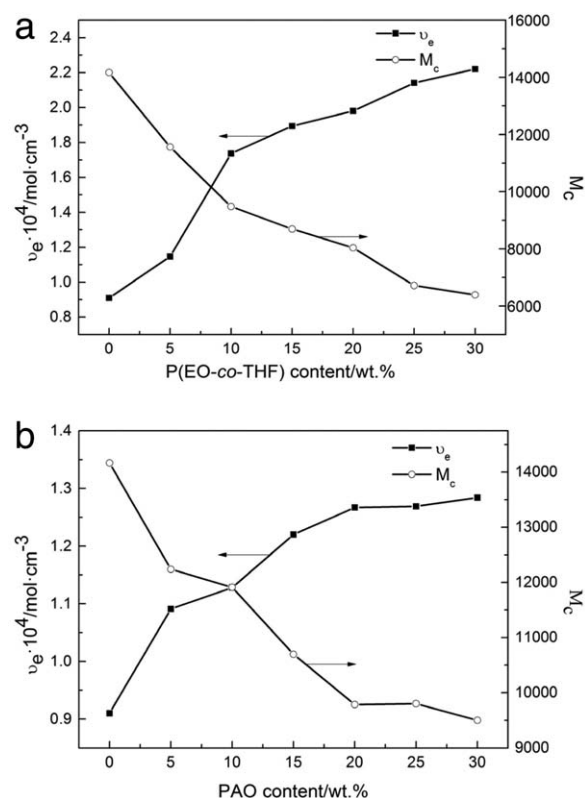 a
υe
Mc
υe·10^4/mol·cm-3
2.4
2.2
2.0
1.8
1.6
1.4
1.2
1.0
0.8
16000
14000
12000
10000
8000
6000
Mc
0 5 10 15 20 25 30
P(EO-co-THF) content/wt.%
b
υe
Mc
υe·10^4/mol·cm-3
1.4
1.3
1.2
1.1
1.0
0.9
14000
13000
12000
11000
10000
9000
Mc
0 5 10 15 20 25 30
PAO content/wt.%